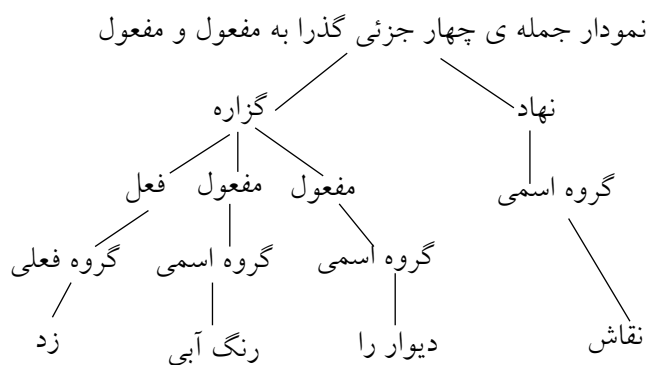 نمودار جمله ی چهار جزئی گذرا به مفعول و مفعول
نهاد گزاره
گروه اسمی مفعول مفعول فعل
گروه اسمی گروه اسمی گروه فعلی
نقاش دیوار را رنگ آبی زد